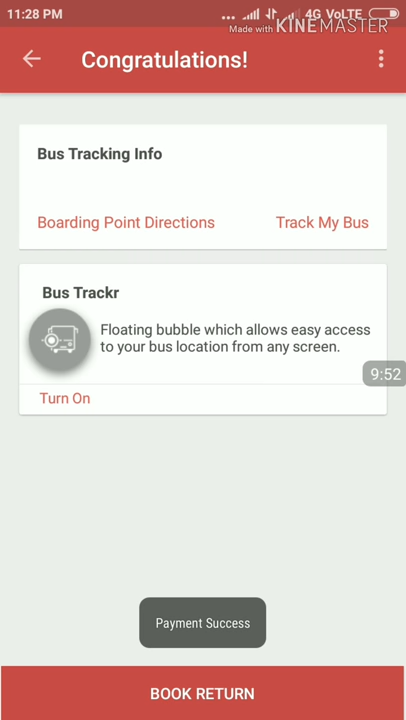 11:28 PM
4G VoLTE
Made with KINEMASTER
Congratulations!
Bus Tracking Info
Boarding Point Directions
Track My Bus
Bus Trackr
Floating bubble which allows easy access
to your bus location from any screen.
9:52
Turn On
Payment Success
BOOK RETURN